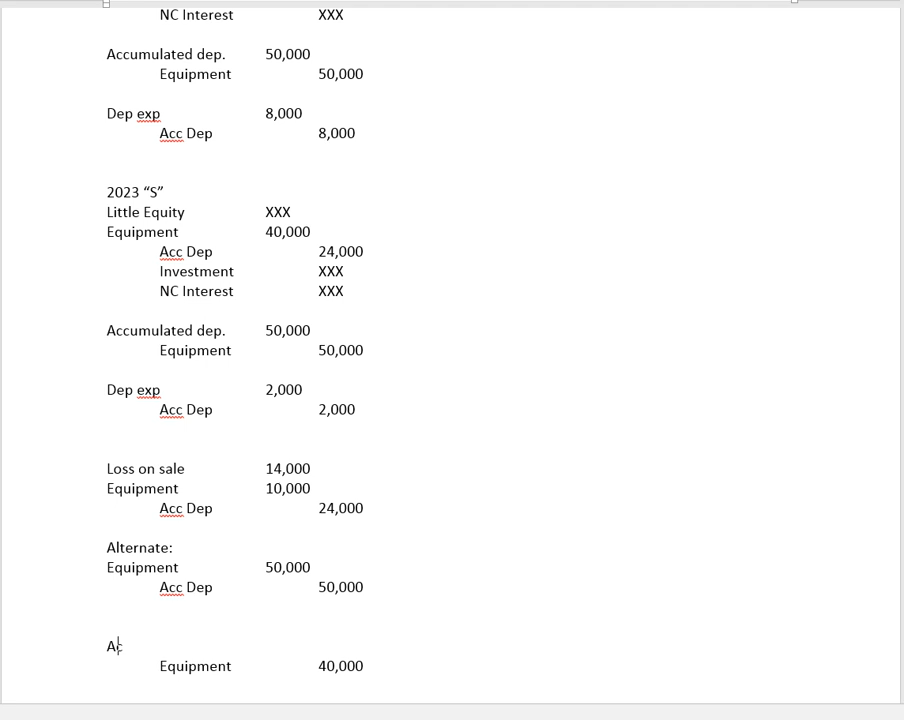 NC Interest XXX
Accumulated dep. 50,000
Equipment 50,000
Dep exp 8,000
Acc Dep 8,000
2023 “S”
Little Equity XXX
Equipment 40,000
Acc Dep 24,000
Investment XXX
NC Interest XXX
Accumulated dep. 50,000
Equipment 50,000
Dep exp 2,000
Acc Dep 2,000
Loss on sale 14,000
Equipment 10,000
Acc Dep 24,000
Alternate:
Equipment 50,000
Acc Dep 50,000
Ac
Equipment 40,000